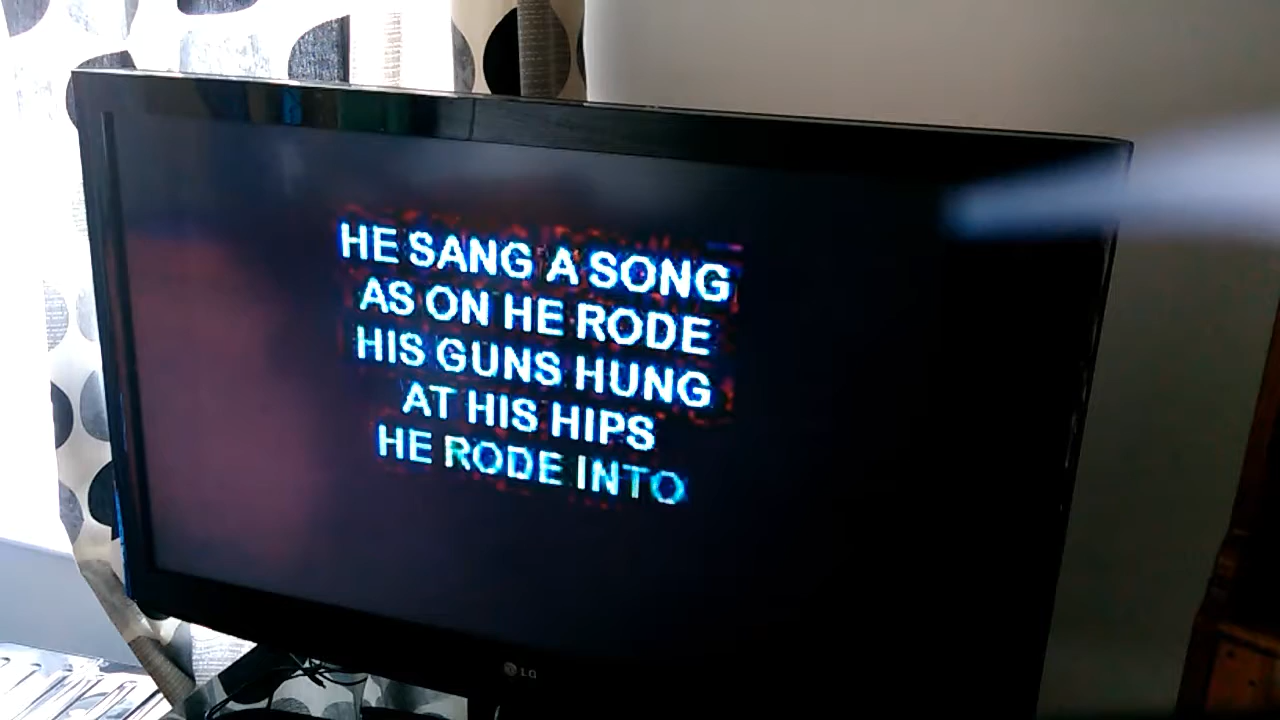 HE SANG A SONG
AS ON HE RODE
HIS GUNS HUNG
AT HIS HIPS
HE RODE INTO
LG